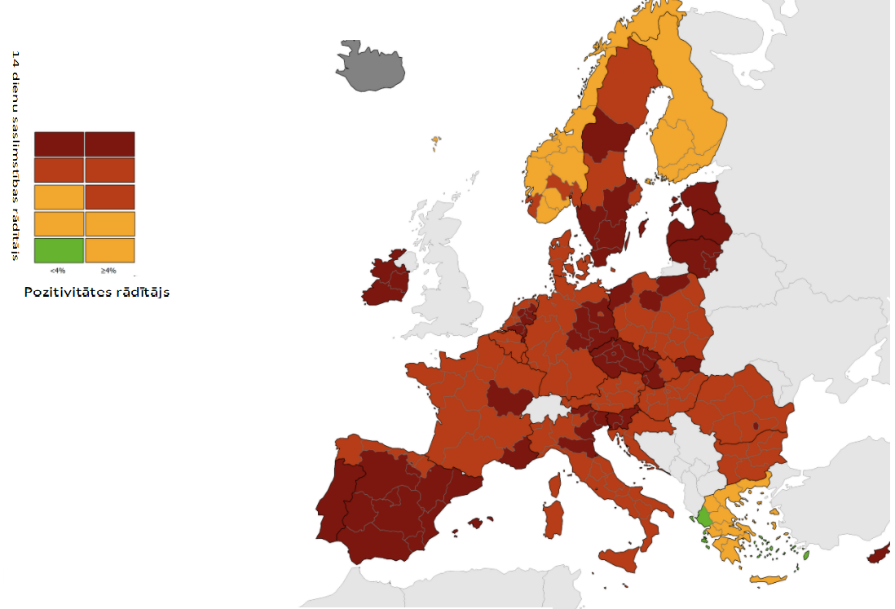 14 dienu saslimstības rādītājs
<4% ≥4%
Pozitivitātes rādītājs